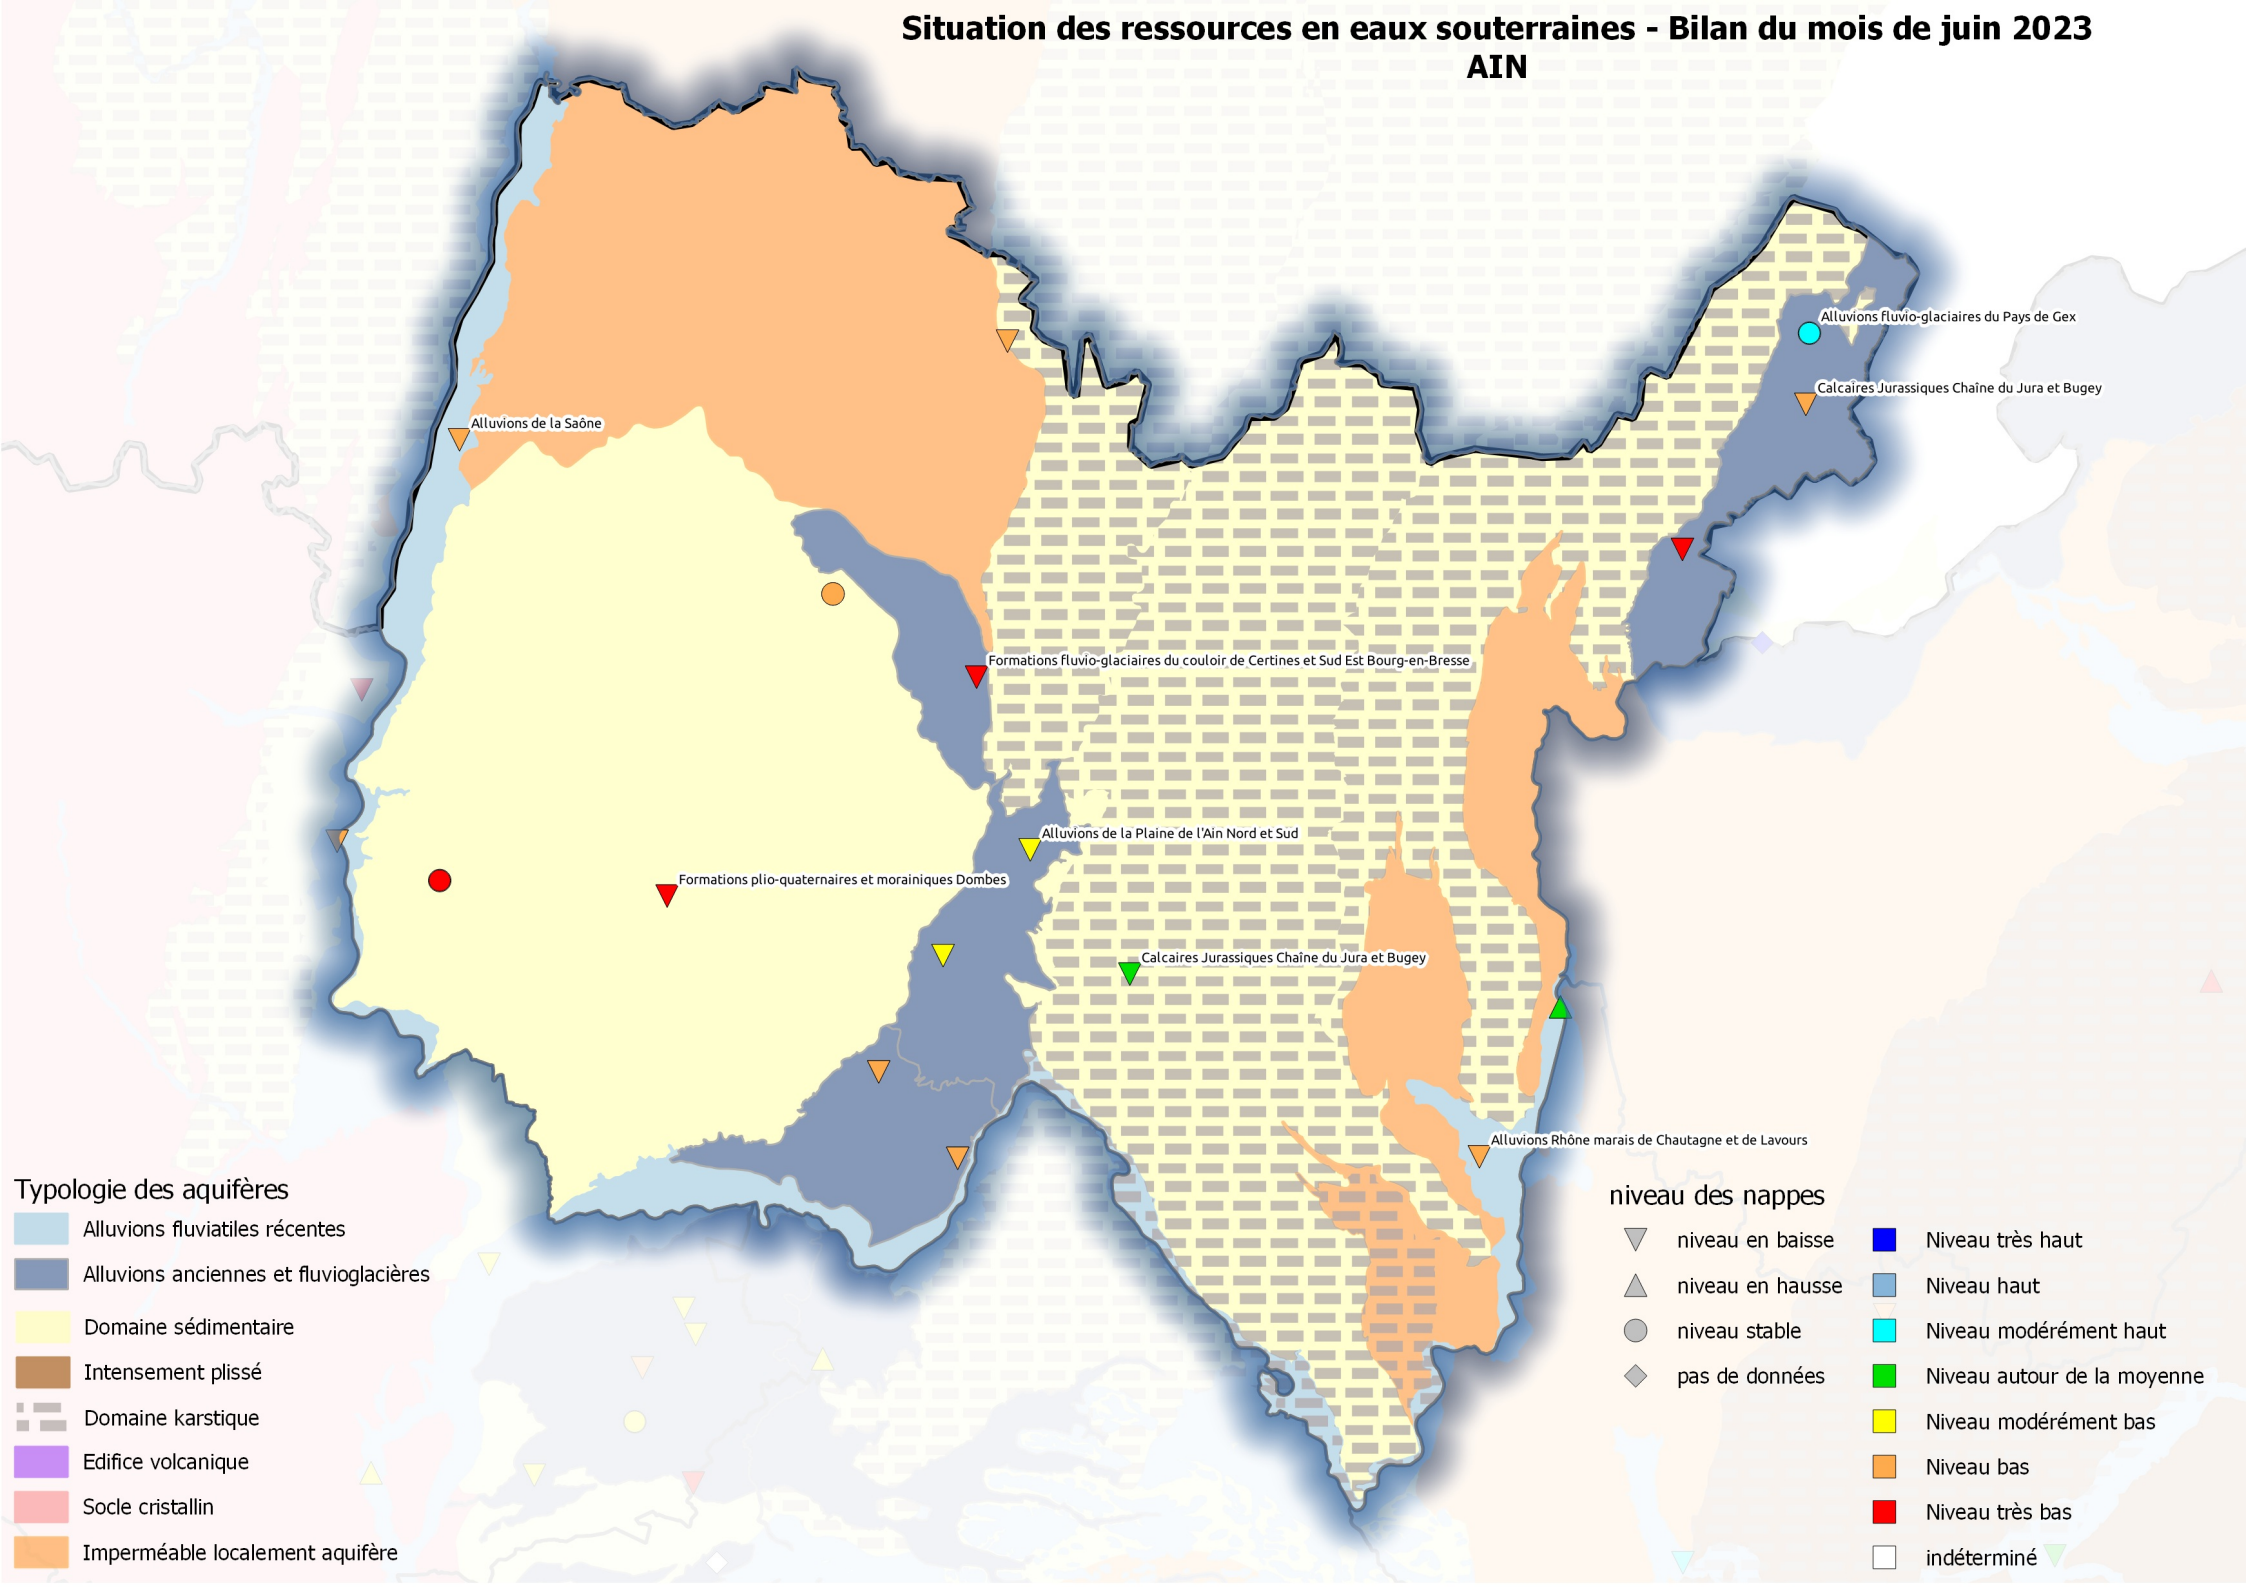 Situation des ressources en eaux souterraines - Bilan du mois de juin 2023
AIN
Alluvions fluvio-glaciaires du Pays de Gex
Calcaires Jurassiques Chaîne du Jura et Bugey
Alluvions de la Saône
Formations fluvio-glaciaires du couloir de Certines et Sud Est Bourg-en-Bresse
Alluvions de la Plaine de l'Ain Nord et Sud
Formations plio-quaternaires et morainiques Dombes
Calcaires Jurassiques Chaîne du Jura et Bugey
Alluvions Rhône marais de Chautagne et de Lavours
Typologie des aquifères
Alluvions fluviatiles récentes
Alluvions anciennes et fluvioglacières
Domaine sédimentaire
Intensement plissé
Domaine karstique
Edifice volcanique
Socle cristallin
Imperméable localement aquifère
niveau des nappes
niveau en baisse
niveau en hausse
niveau stable
pas de données
Niveau très haut
Niveau haut
Niveau modérément haut
Niveau autour de la moyenne
Niveau modérément bas
Niveau bas
Niveau très bas
indéterminé